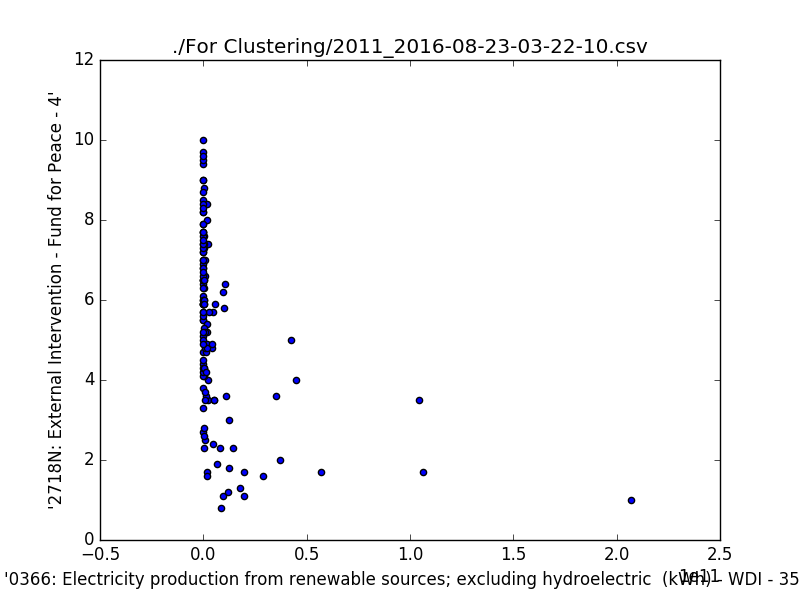 ./For Clustering/2011_2016-08-23-03-22-10.csv
'2718N: External Intervention - Fund for Peace - 4'
12
10
8
6
4
2
0
−0.5 0.0 0.5 1.0 1.5 2.0 2.5
1e11
'0366: Electricity production from renewable sources; excluding hydroelectric (kWh) - WDI - 35